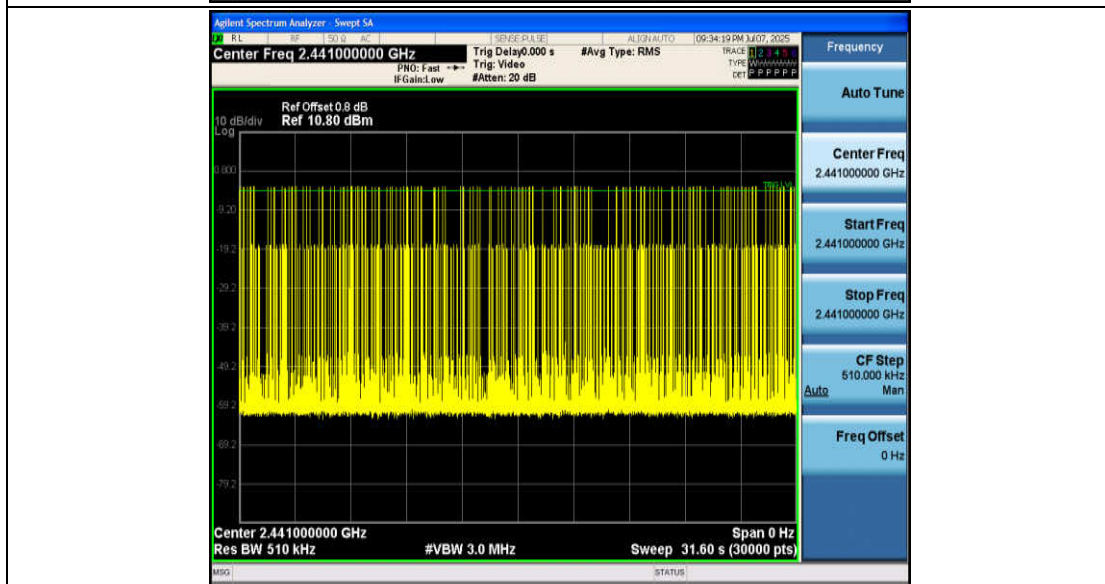 Agilent Spectrum Analyzer - Swept SA
RL RF 50 Ω AC SENSE:PULSE ALIGN AUTO 09:34:19 PM Jul 07, 2025
Center Freq 2.441000000 GHz
PNO: Fast
IFGain:Low
Trig Delay0.000 s
Trig: Video
#Atten: 20 dB
#Avg Type: RMS
TRACE 1 2 3 4 5 6
TYPE
DET P P P P P P
Ref Offset 0.8 dB
10 dB/div Ref 10.80 dBm
Log
0.800
-9.20
-19.2
-29.2
-39.2
-49.2
-59.2
-69.2
-79.2
TRIG LVL
Center 2.441000000 GHz Span 0 Hz
Res BW 510 kHz #VBW 3.0 MHz Sweep 31.60 s (30000 pts)
MSG STATUS
Frequency
Auto Tune
Center Freq
2.441000000 GHz
Start Freq
2.441000000 GHz
Stop Freq
2.441000000 GHz
CF Step
510.000 kHz
Auto Man
Freq Offset
0 Hz